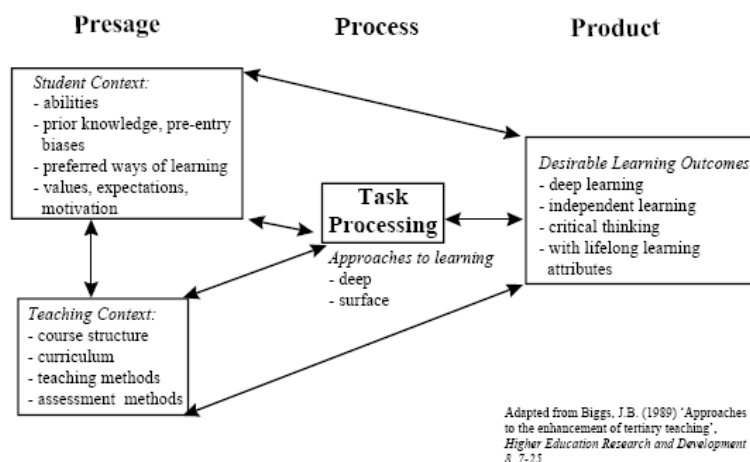 Presage
Process
Product
Student Context:
- abilities
- prior knowledge, pre-entry
biases
- preferred ways of learning
- values, expectations,
motivation
Task
Processing
Approaches to learning
- deep
- surface
Desirable Learning Outcomes
- deep learning
- independent learning
- critical thinking
- with lifelong learning
attributes
Teaching Context:
- course structure
- curriculum
- teaching methods
- assessment methods
Adapted from Biggs, J.B. (1989) ‘Approaches
to the enhancement of tertiary teaching’,
Higher Education Research and Development
8, 7-25